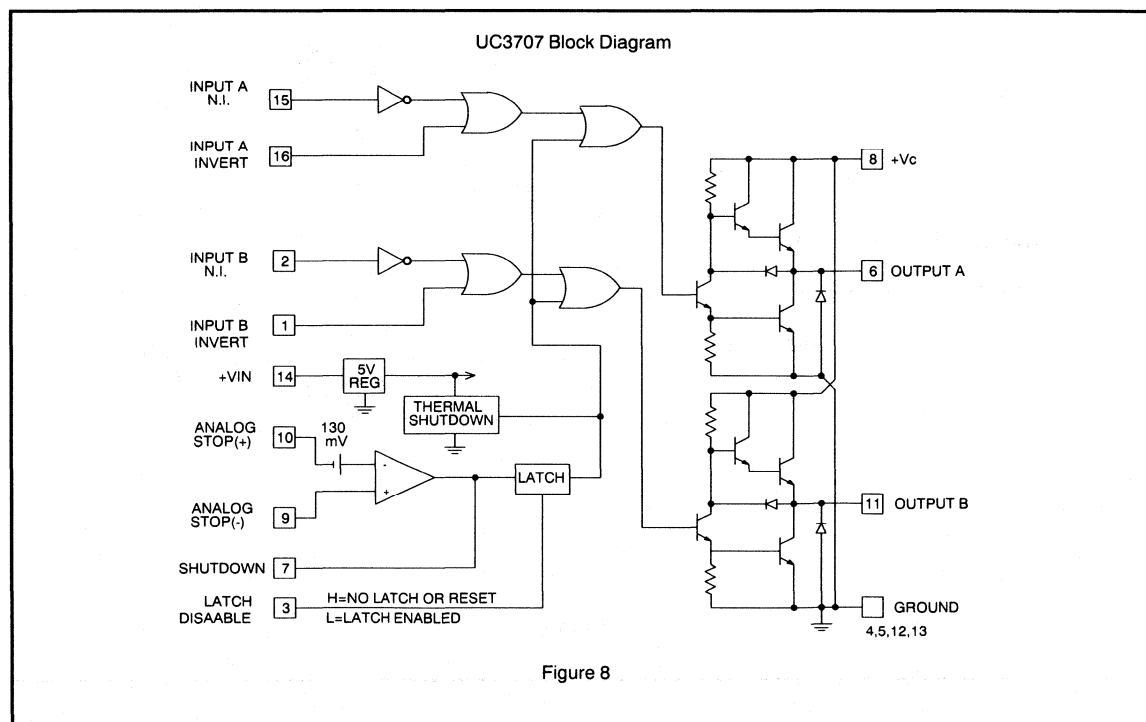 UC3707 Block Diagram
INPUT A
N.I.
15
INPUT A
INVERT
16
8
+Vc
INPUT B
N.I.
2
6
OUTPUT A
INPUT B
INVERT
1
+VIN
14
5V
REG
THERMAL
SHUTDOWN
ANALOG
STOP(+)
10
130
mV
-
+
LATCH
ANALOG
STOP(-)
9
11
OUTPUT B
SHUTDOWN
7
LATCH
DISAABLE
3
H=NO LATCH OR RESET
L=LATCH ENABLED
GROUND
4,5,12,13
Figure 8